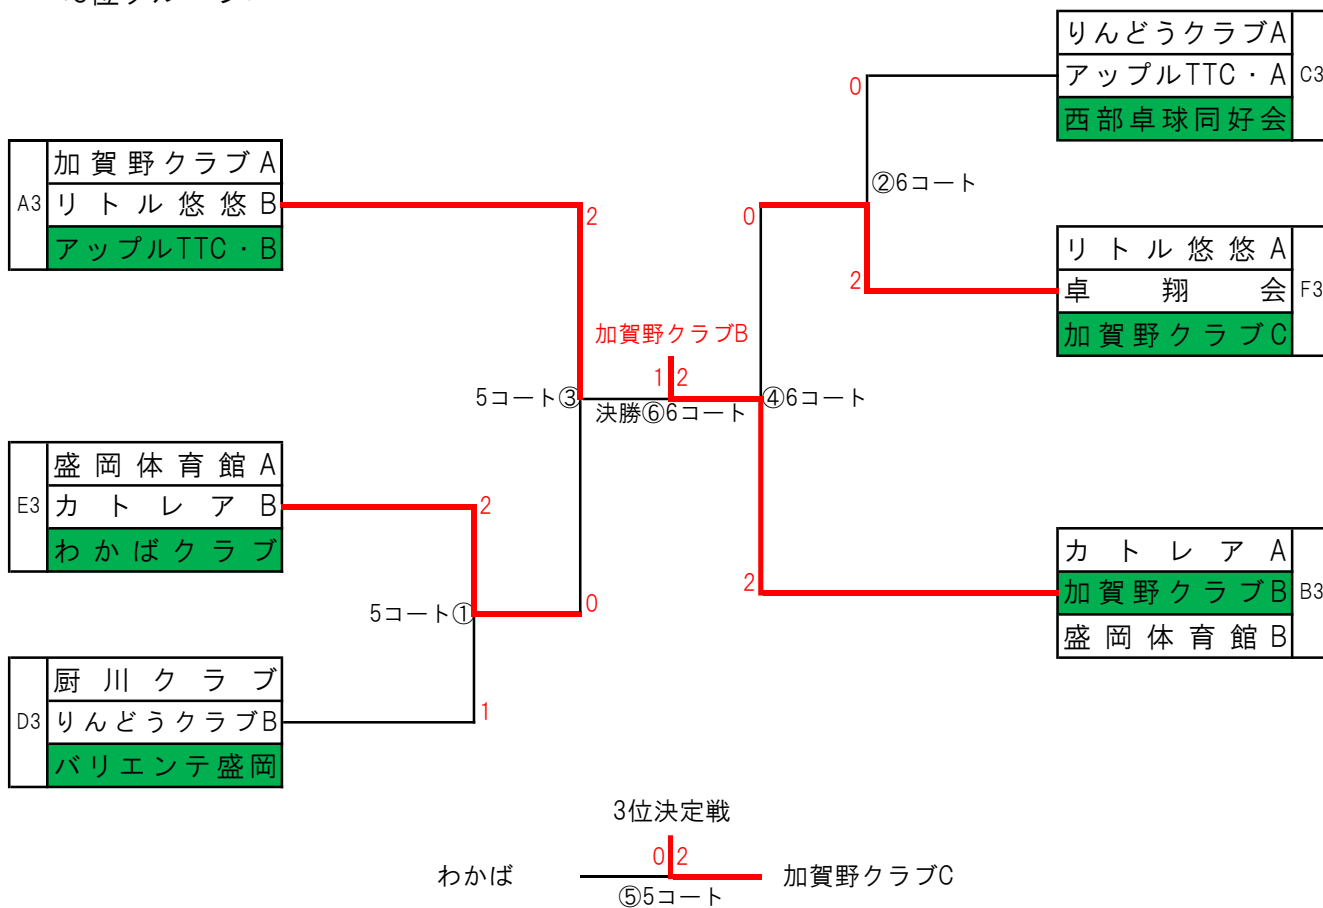 りんどうクラブA
アップルTTC・A
C3
西部卓球同好会
0
加賀野クラブA
A3
リトル悠悠B
アップルTTC・B
2
0
②6コート
2
リトル悠悠A
卓翔会
F3
加賀野クラブC
加賀野クラブB
1
2
5コート③
決勝⑥6コート
④6コート
盛岡体育館A
E3
カトレアB
わかばクラブ
2
5コート①
0
1
2
カトレアA
加賀野クラブB
B3
盛岡体育館B
厨川クラブ
D3
りんどうクラブB
バリエンテ盛岡
3位決定戦
わかば
0
2
加賀野クラブC
⑤5コート